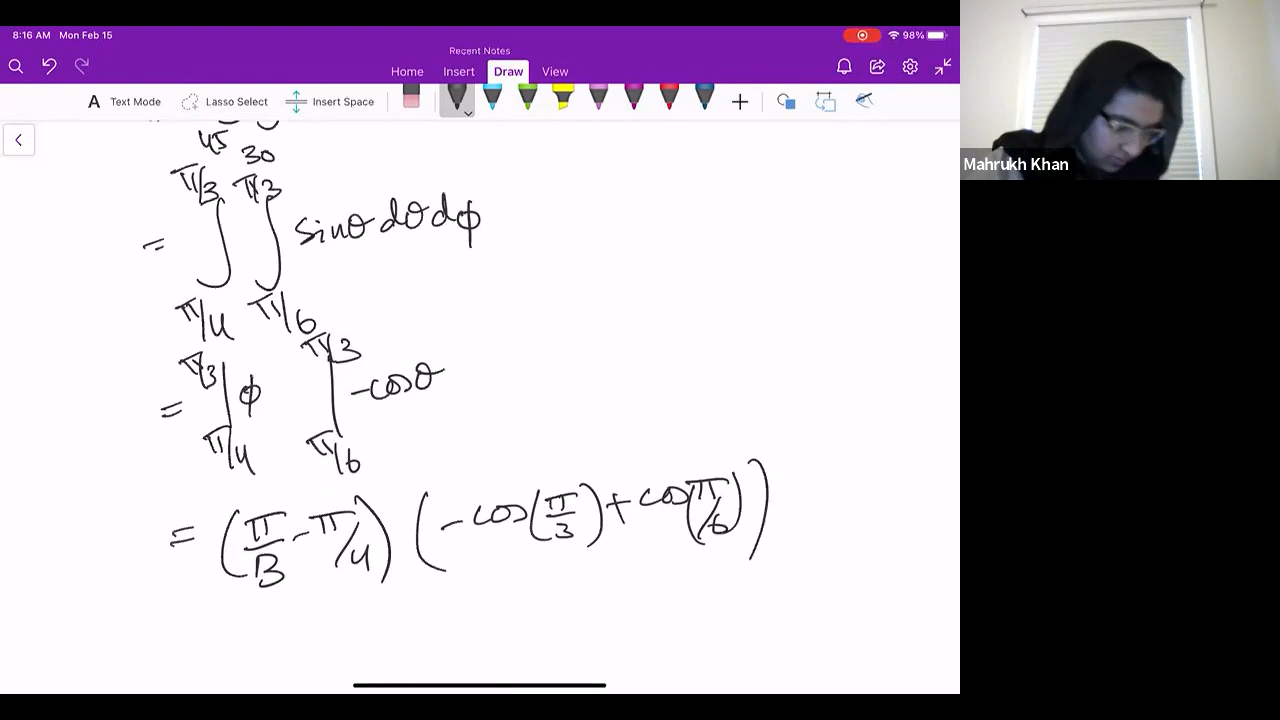 8:16 AM Mon Feb 15
98%
Recent Notes
Home Insert Draw View
A Text Mode Lasso Select Insert Space
45 30
= ∫_{π/4}^{π/3} ∫_{π/6}^{π/3} sinθ dθ dϕ
= |_{π/4}^{π/3} ϕ |_{π/6}^{π/3} -cosθ
= (π/3 - π/4) (-cos(π/3) + cos(π/6))
Mahrukh Khan